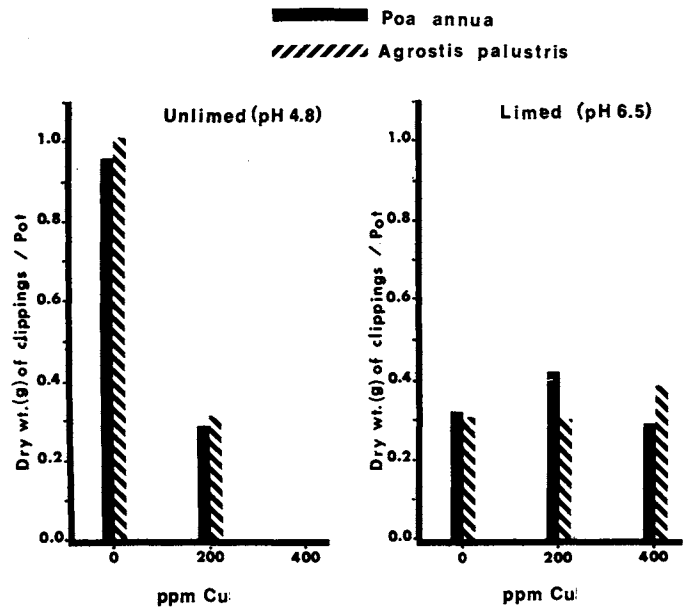 Poa annua
Agrostis palustris
Unlimed (pH 4.8)
Dry wt.(g) of clippings / Pot
1.0
0.8
0.6
0.4
0.2
0.0
0 200 400
ppm Cu
Limed (pH 6.5)
Dry wt.(g) of clippings / Pot
1.0
0.8
0.6
0.4
0.2
0.0
0 200 400
ppm Cu